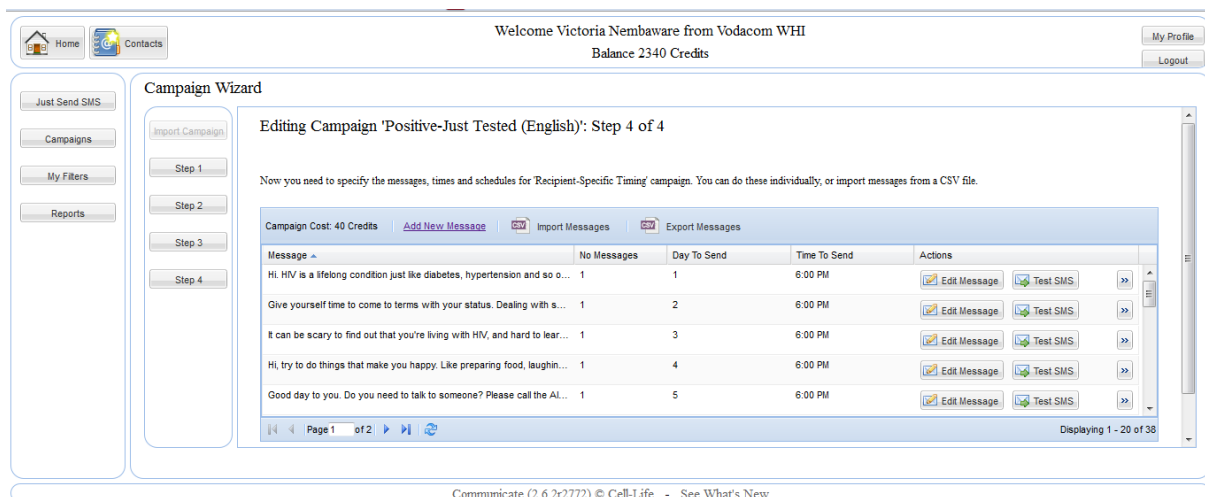 Welcome Victoria Nembaware from Vodacom WHI
Balance 2340 Credits
Home
Contacts
My Profile
Logout
Just Send SMS
Campaigns
My Filters
Reports
Campaign Wizard
Import Campaign
Step 1
Step 2
Step 3
Step 4
Editing Campaign 'Positive-Just Tested (English)': Step 4 of 4
Now you need to specify the messages, times and schedules for 'Recipient-Specific Timing' campaign. You can do these individually, or import messages from a CSV file.
Campaign Cost: 40 Credits Add New Message CSV Import Messages CSV Export Messages
Message No Messages Day To Send Time To Send Actions
Hi. HIV is a lifelong condition just like diabetes, hypertension and so o... 1 1 6:00 PM Edit Message Test SMS »
Give yourself time to come to terms with your status. Dealing with s... 1 2 6:00 PM Edit Message Test SMS »
It can be scary to find out that you're living with HIV, and hard to lear... 1 3 6:00 PM Edit Message Test SMS »
Hi, try to do things that make you happy. Like preparing food, laughin... 1 4 6:00 PM Edit Message Test SMS »
Good day to you. Do you need to talk to someone? Please call the AI... 1 5 6:00 PM Edit Message Test SMS »
Page 1 of 2 Displaying 1 - 20 of 38
Communicate (2.6.2r2772) © Cell-Life - See What's New